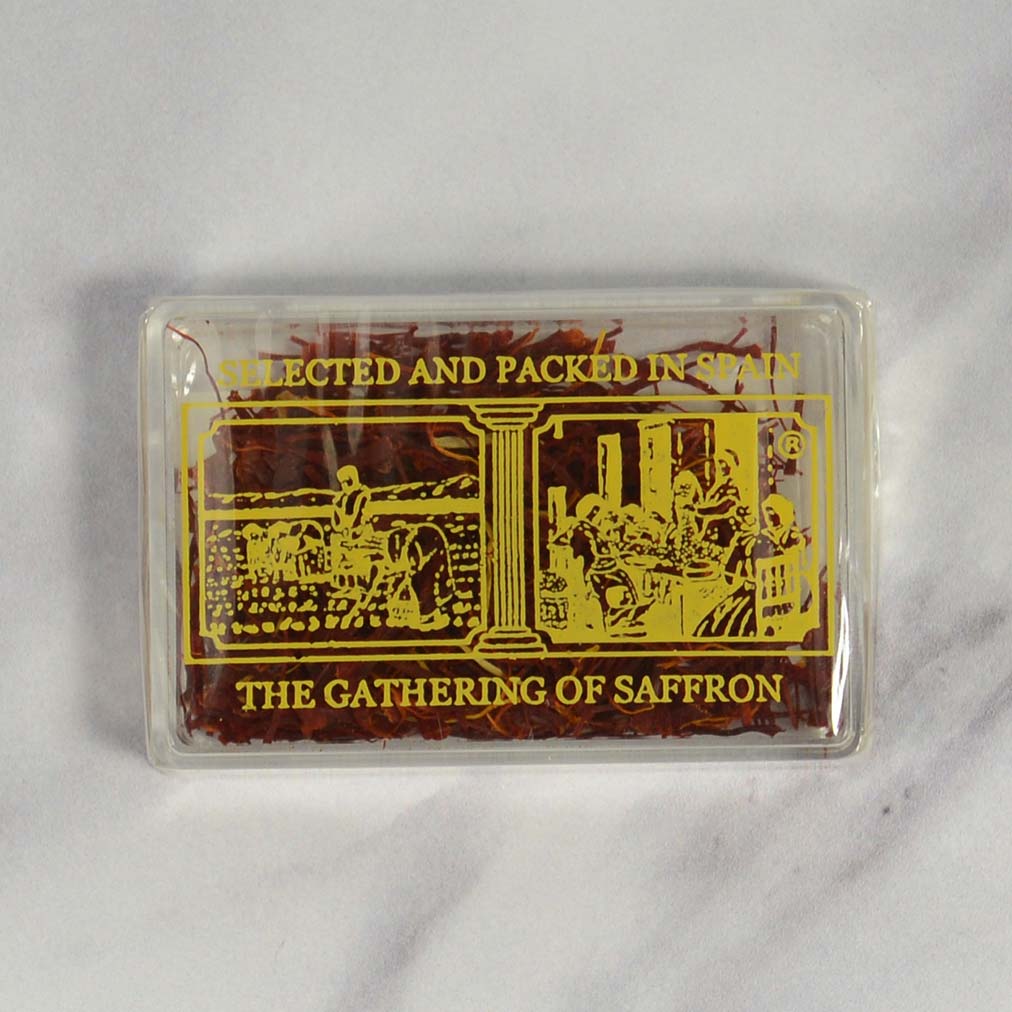 SELECTED AND PACKED IN SPAIN
®
THE GATHERING OF SAFFRON